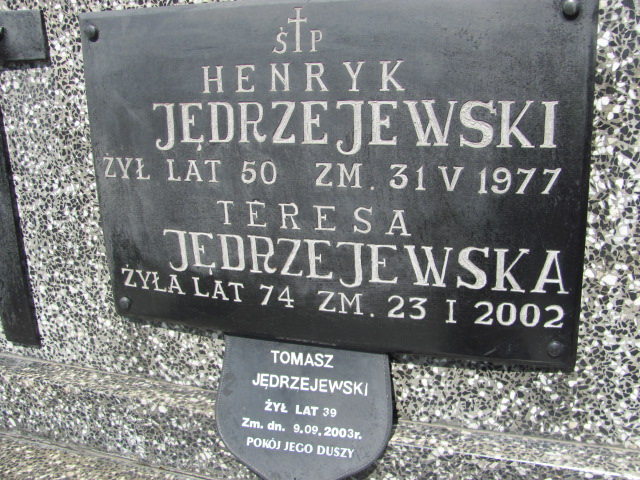 Ś P
HENRYK
JĘDRZEJEWSKI
ŻYŁ LAT 50 ZM. 31 V 1977
TERESA
JĘDRZEJEWSKA
ŻYŁA LAT 74 ZM. 23 I 2002
TOMASZ
JĘDRZEJEWSKI
ŻYŁ LAT 39
Zm. dn. 9.09.2003r.
POKÓJ JEGO DUSZY